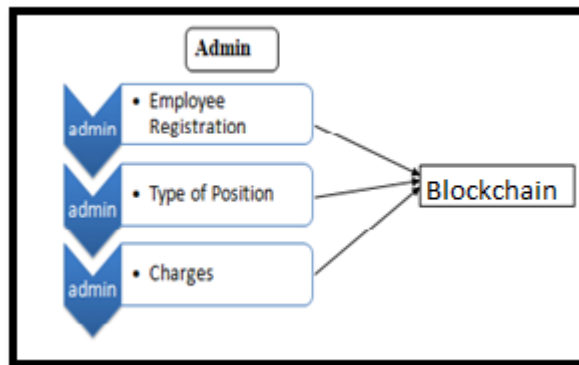 Admin
admin
• Employee
Registration
admin
• Type of Position
admin
• Charges
Blockchain